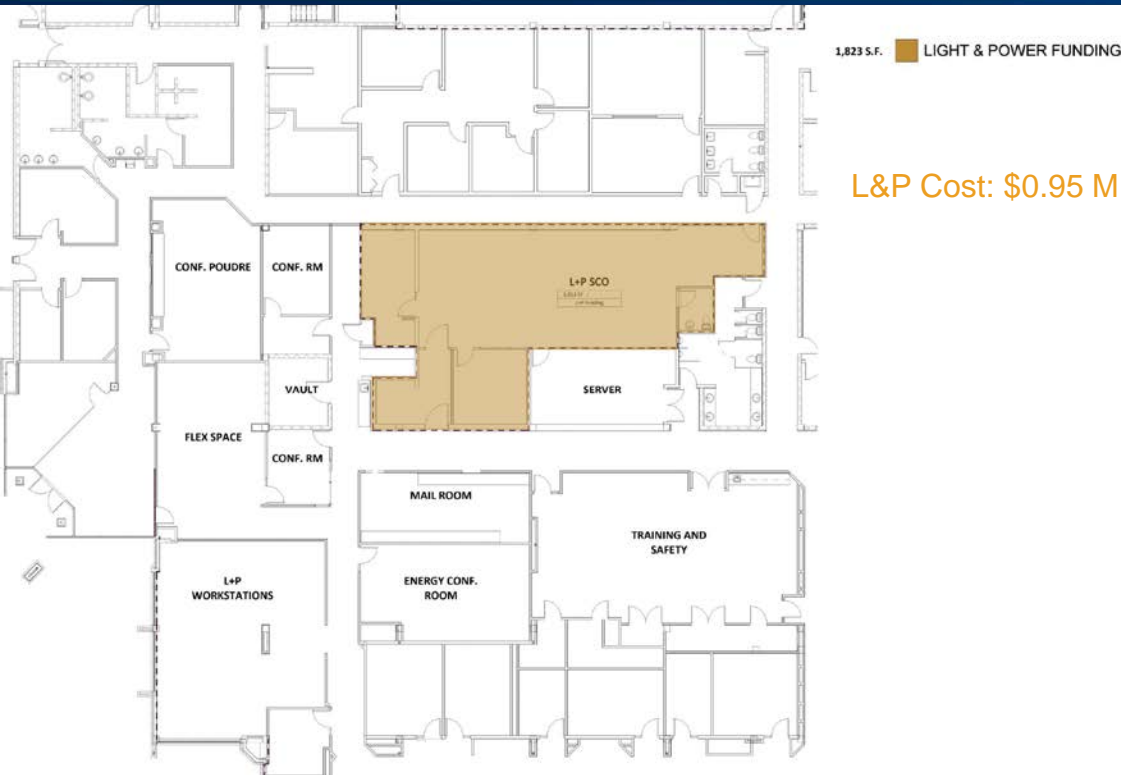 1,823 S.F. LIGHT & POWER FUNDING
L&P Cost: $0.95 M
CONF. POUDRE
CONF. RM
L+P SCO
VAULT
SERVER
FLEX SPACE
CONF. RM
MAIL ROOM
TRAINING AND
SAFETY
L+P
WORKSTATIONS
ENERGY CONF.
ROOM